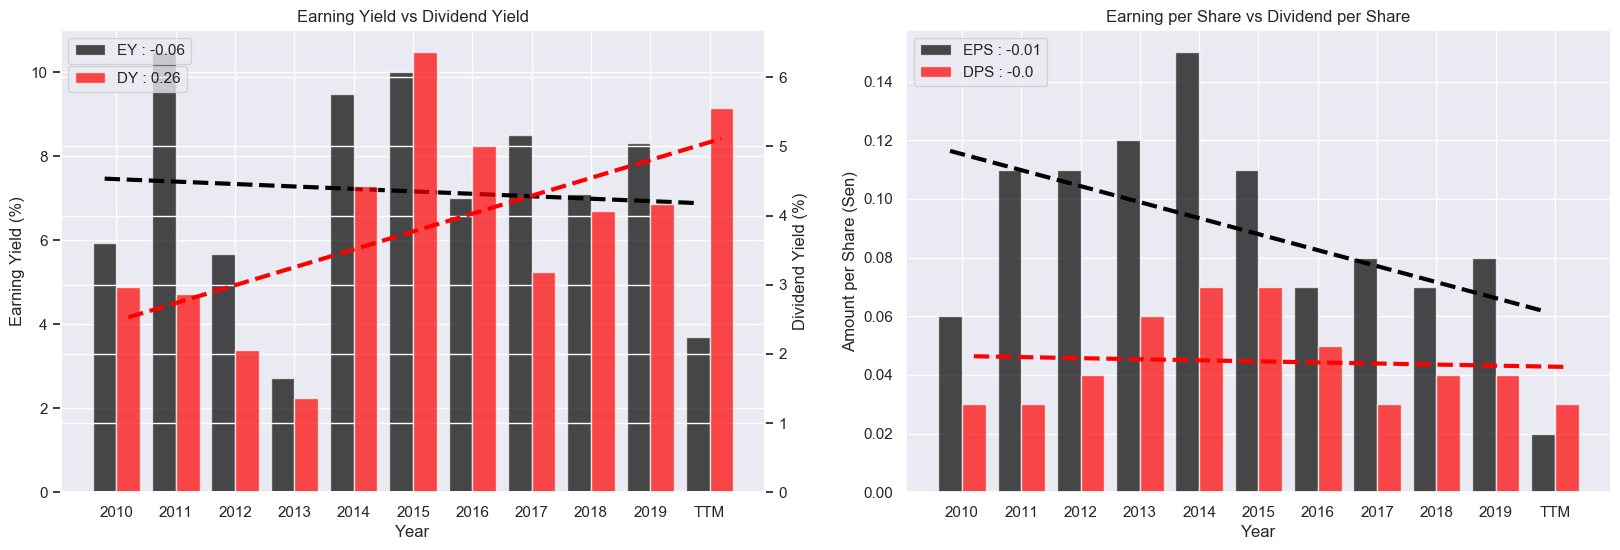 Earning Yield vs Dividend Yield
EY : -0.06
DY : 0.26
Earning Yield (%)
10
8
6
4
2
0
6
5
4
3
2
1
0
Dividend Yield (%)
2010 2011 2012 2013 2014 2015 2016 2017 2018 2019 TTM
Year
Earning per Share vs Dividend per Share
EPS : -0.01
DPS : -0.0
Amount per Share (Sen)
0.14
0.12
0.10
0.08
0.06
0.04
0.02
0.00
2010 2011 2012 2013 2014 2015 2016 2017 2018 2019 TTM
Year